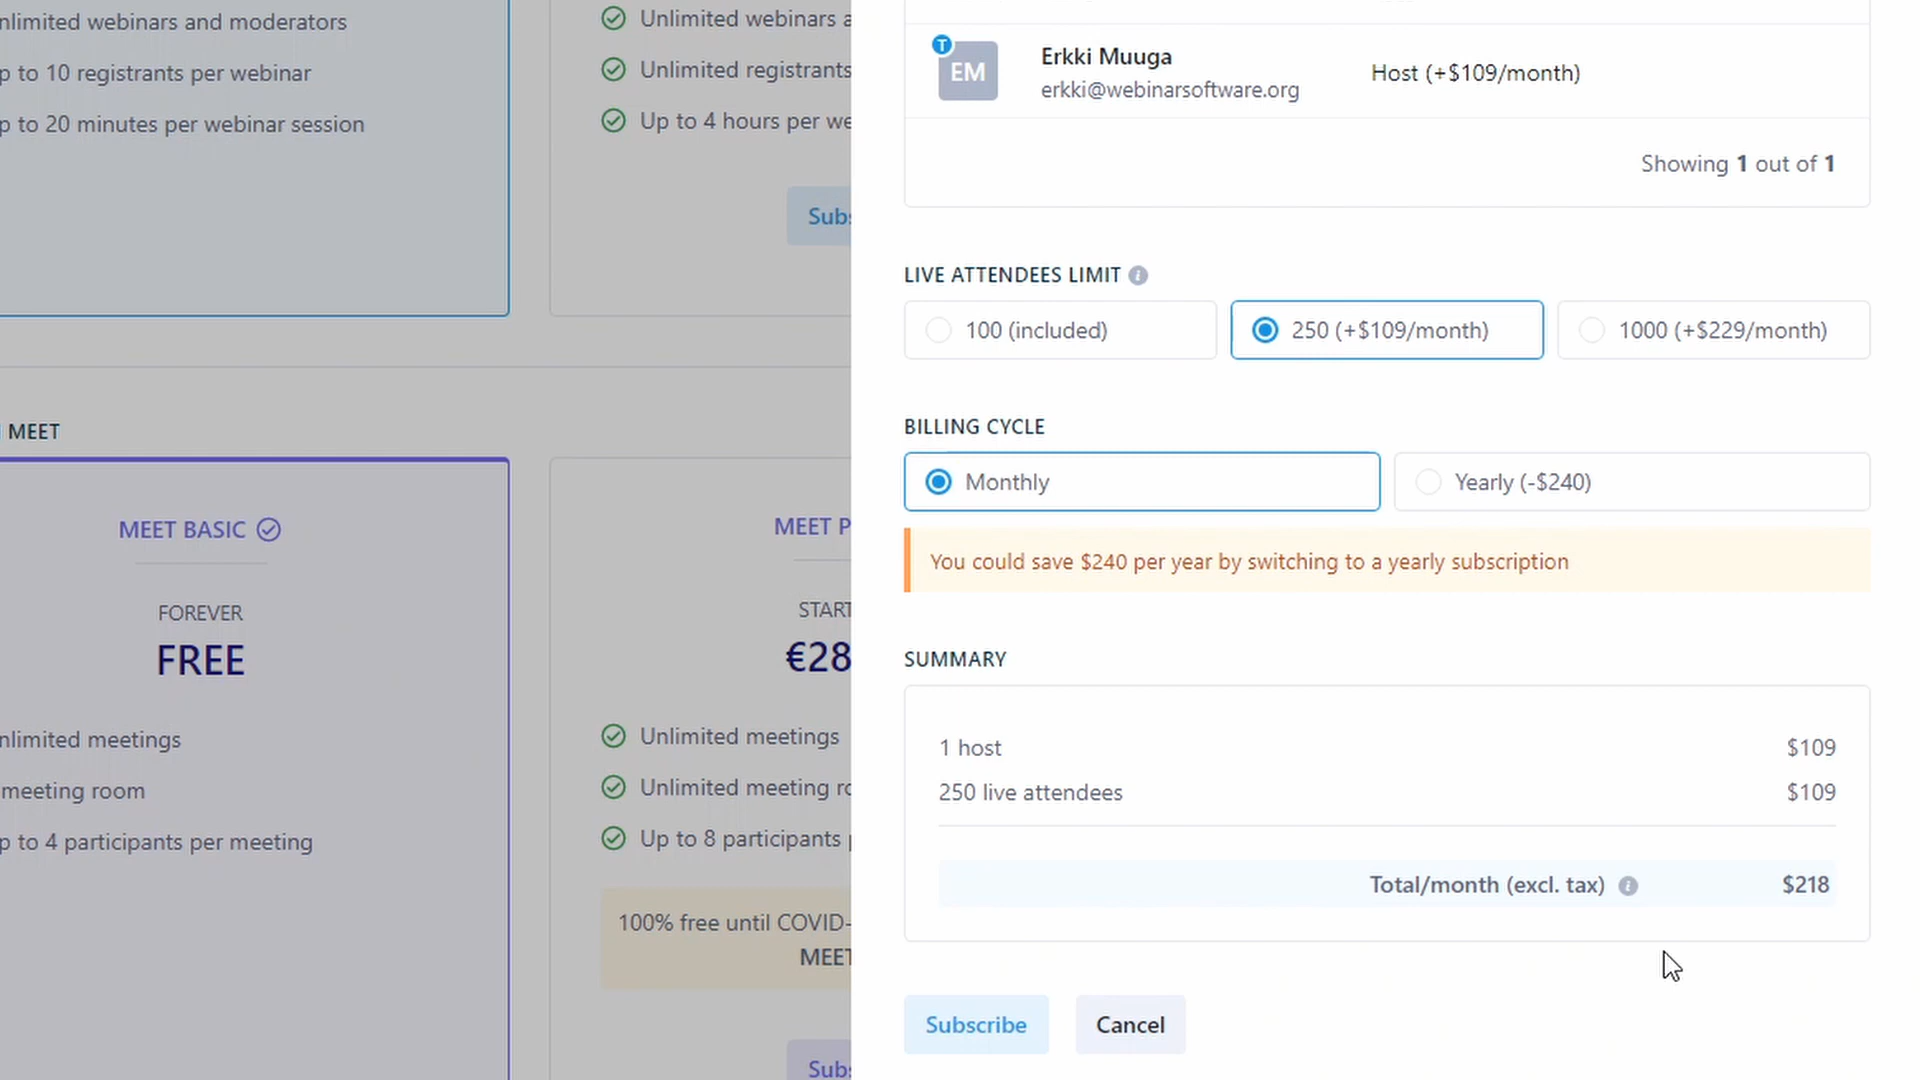 nlimited webinars and moderators
p to 10 registrants per webinar
p to 20 minutes per webinar session
Unlimited webinars a
Unlimited registrants
Up to 4 hours per we
Subs
MEET
MEET BASIC
FOREVER
FREE
nlimited meetings
meeting room
p to 4 participants per meeting
MEET P
START
€28
Unlimited meetings
Unlimited meeting ro
Up to 8 participants p
100% free until COVID-
MEET
Subs
T
EM
Erkki Muuga
erkki@webinarsoftware.org
Host (+$109/month)
Showing 1 out of 1
LIVE ATTENDEES LIMIT
100 (included)
250 (+$109/month)
1000 (+$229/month)
BILLING CYCLE
Monthly
Yearly (-$240)
You could save $240 per year by switching to a yearly subscription
SUMMARY
1 host $109
250 live attendees $109
Total/month (excl. tax) $218
Subscribe
Cancel